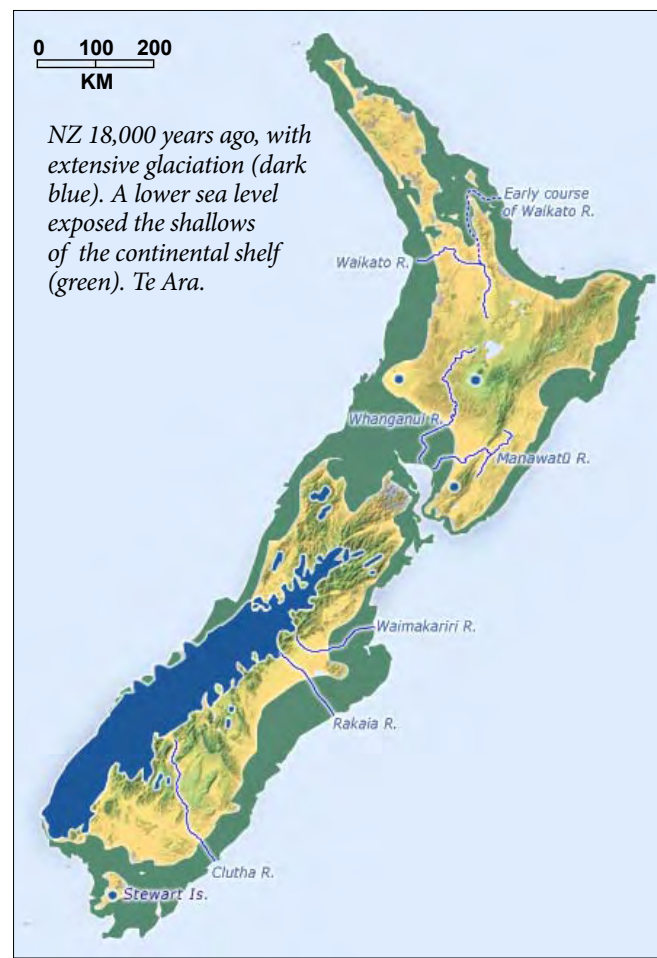 0 100 200
KM
NZ 18,000 years ago, with
extensive glaciation (dark
blue). A lower sea level
exposed the shallows
of the continental shelf
(green). Te Ara.
Early course
of Waikato R.
Waikato R.
Whanganui R.
Manawatū R.
Waimakariri R.
Rakaia R.
Clutha R.
Stewart Is.